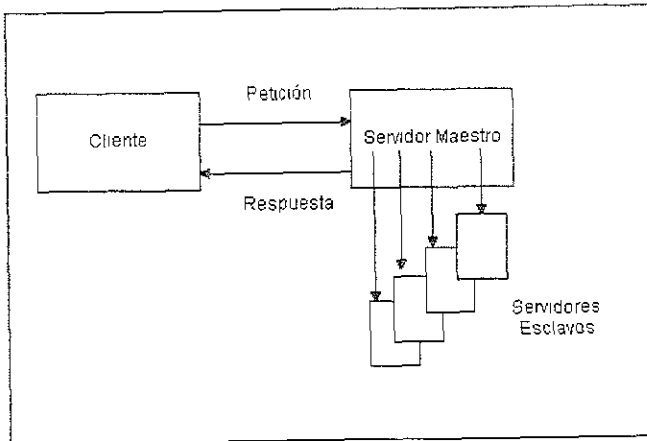 Petición
Cliente
Servidor Maestro
Respuesta
Servidores
Esclavos